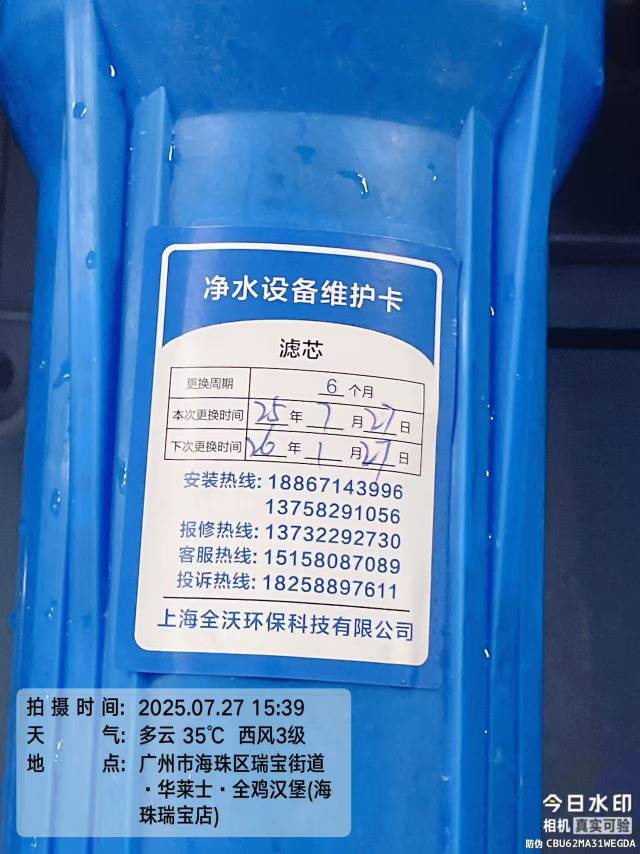 净水设备维护卡
滤芯
更换周期 6 个月
本次更换时间 25 年 7 月 27 日
下次更换时间 26 年 1 月 27 日
安装热线: 18867143996
13758291056
报修热线: 13732292730
客服热线: 15158087089
投诉热线: 18258897611
上海全沃环保科技有限公司
拍摄时间: 2025.07.27 15:39
天气: 多云 35℃ 西风3级
地点: 广州市海珠区瑞宝街道
·华莱士·全鸡汉堡(海
珠瑞宝店)
今日水印
相机 真实可验
防伪 CBU62MA31WEGDA